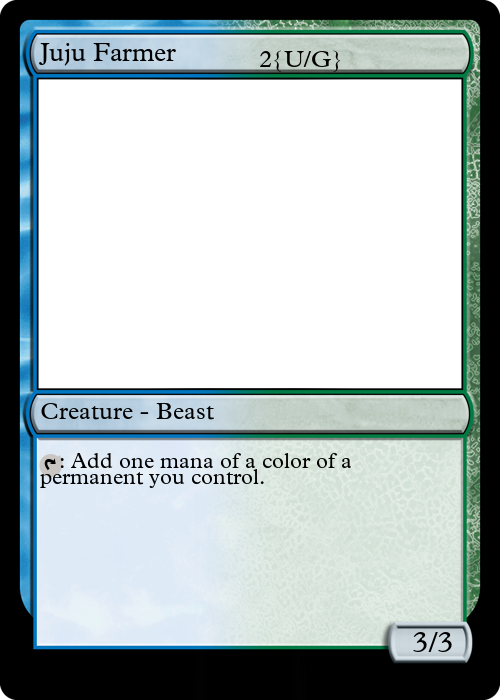 Juju Farmer 2{U/G}
Creature - Beast
: Add one mana of a color of a
permanent you control.
3/3